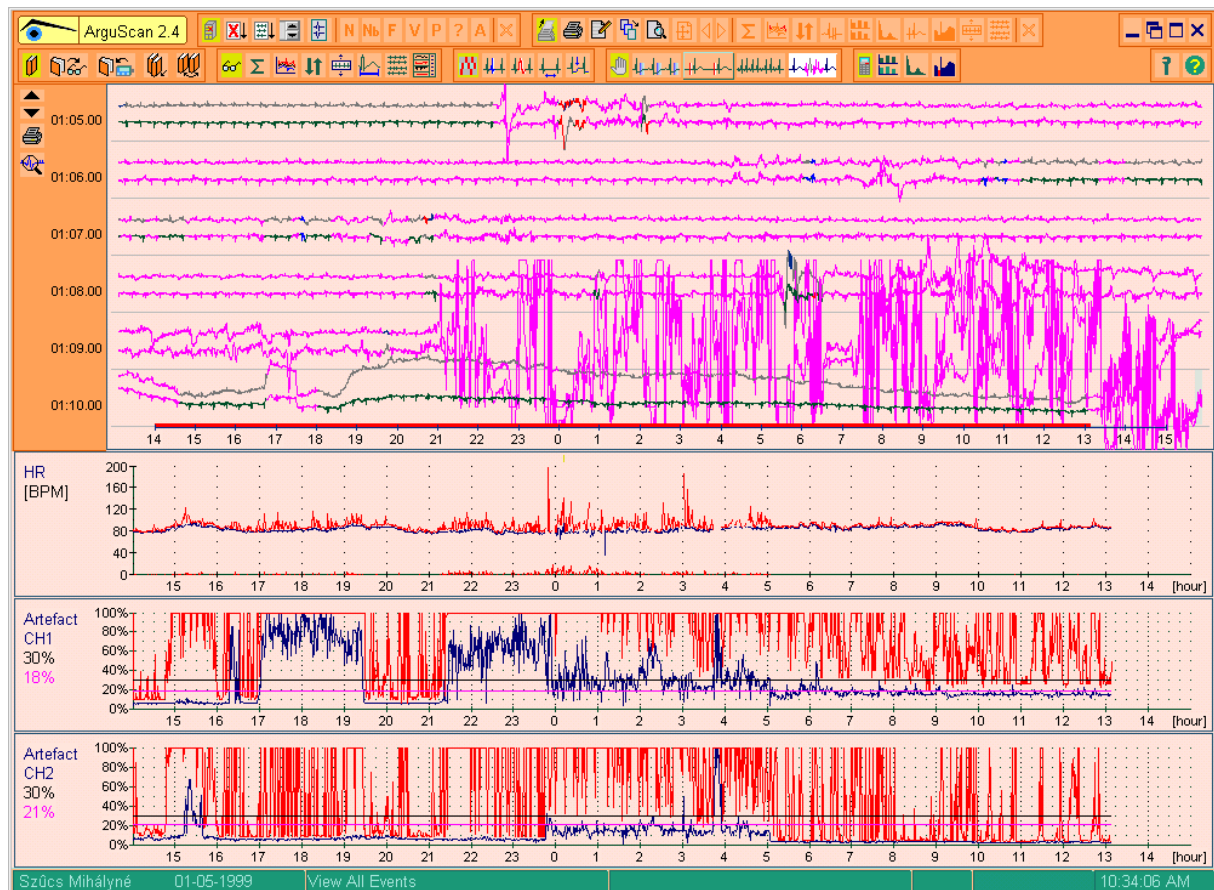 ArguScan 2.4
N Nb F V P ? A
01:05.00
01:06.00
01:07.00
01:08.00
01:09.00
01:10.00
14 15 16 17 18 19 20 21 22 23 0 1 2 3 4 5 6 7 8 9 10 11 12 13 14 15
HR
[BPM]
200
160
120
80
40
0
15 16 17 18 19 20 21 22 23 0 1 2 3 4 5 6 7 8 9 10 11 12 13 14 [hour]
Artefact
CH1
30%
18%
100%
80%
60%
40%
20%
0%
15 16 17 18 19 20 21 22 23 0 1 2 3 4 5 6 7 8 9 10 11 12 13 14 [hour]
Artefact
CH2
30%
21%
100%
80%
60%
40%
20%
0%
15 16 17 18 19 20 21 22 23 0 1 2 3 4 5 6 7 8 9 10 11 12 13 14 [hour]
Szûcs Mihályné 01-05-1999 View All Events 10:34:06 AM